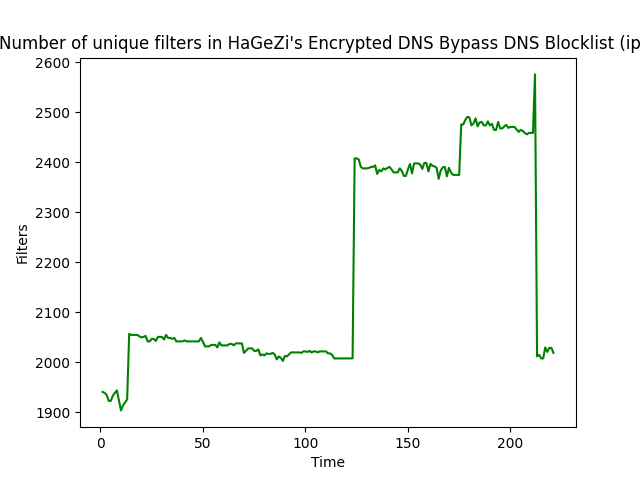 Number of unique filters in HaGeZi's Encrypted DNS Bypass DNS Blocklist (ip
2600
2500
2400
2300
2200
2100
2000
1900
Filters
0 50 100 150 200
Time